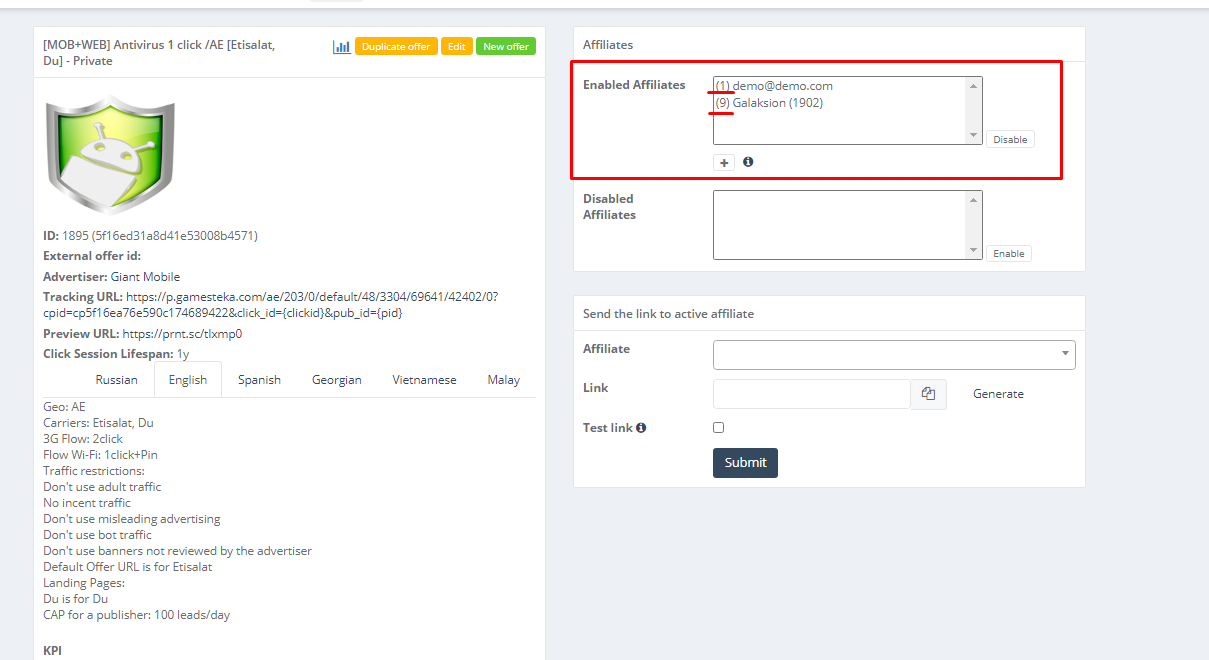 [MOB+WEB] Antivirus 1 click /AE [Etisalat,
Du] - Private
Duplicate offer
Edit
New offer
ID: 1895 (5f16ed31a8d41e53008b4571)
External offer id:
Advertiser: Giant Mobile
Tracking URL: https://p.gamesteka.com/ae/203/0/default/48/3304/69641/42402/0?
cpid=cp5f16ea76e590c174689422&click_id={clickid}&pub_id={pid}
Preview URL: https://prnt.sc/tlxmp0
Click Session Lifespan: 1y
Russian
English
Spanish
Georgian
Vietnamese
Malay
Geo: AE
Carriers: Etisalat, Du
3G Flow: 2click
Flow Wi-Fi: 1click+Pin
Traffic restrictions:
Don't use adult traffic
No incent traffic
Don't use misleading advertising
Don't use bot traffic
Don't use banners not reviewed by the advertiser
Default Offer URL is for Etisalat
Landing Pages:
Du is for Du
CAP for a publisher: 100 leads/day
KPI
Affiliates
Enabled Affiliates
(1) demo@demo.com
(9) Galaksion (1902)
Disable
+
Disabled
Affiliates
Enable
Send the link to active affiliate
Affiliate
Link
Generate
Test link
Submit